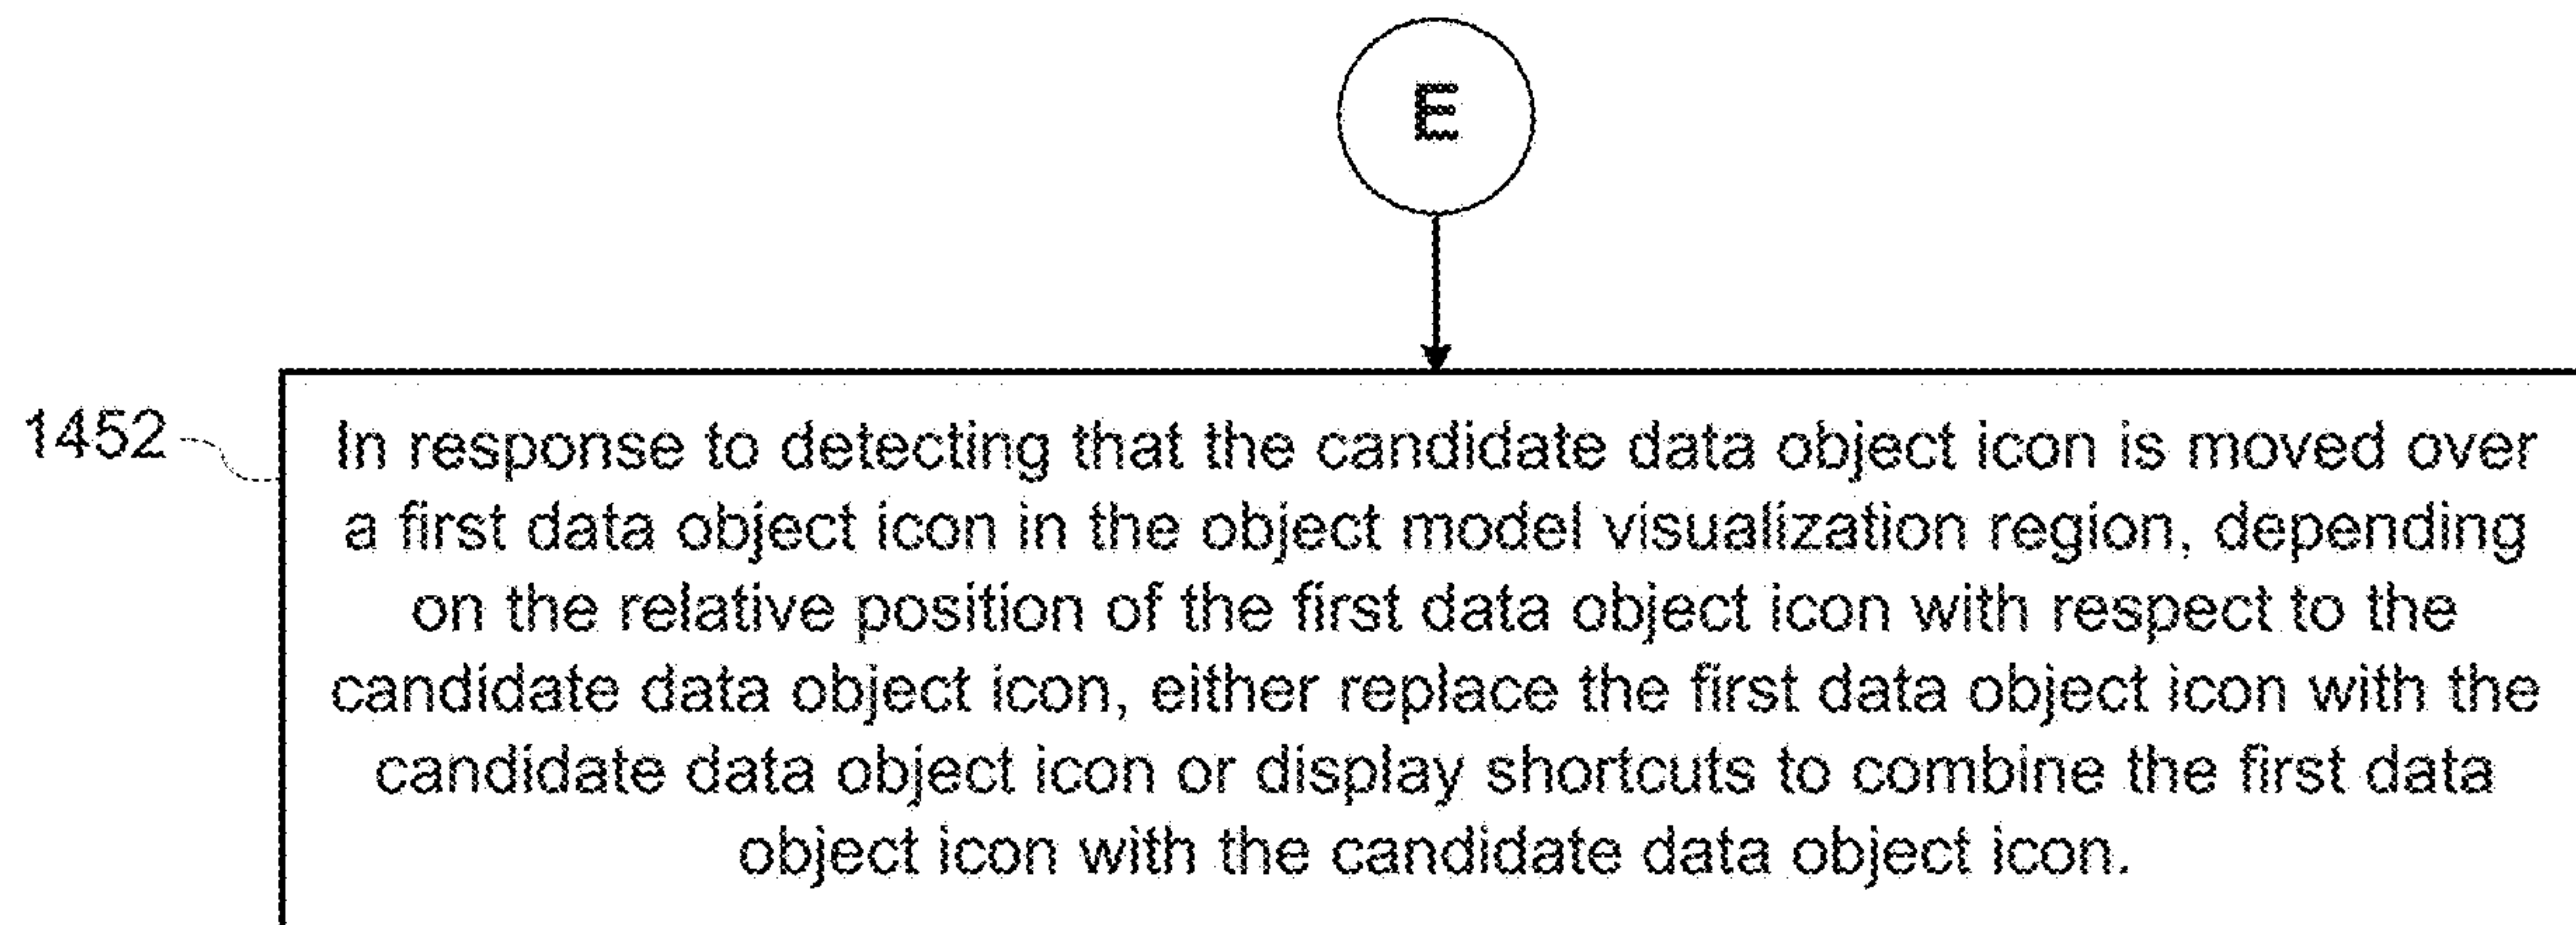 E
1452
In response to detecting that the candidate data object icon is moved over
a first data object icon in the object model visualization region, depending
on the relative position of the first data object icon with respect to the
candidate data object icon, either replace the first data object icon with the
candidate data object icon or display shortcuts to combine the first data
object icon with the candidate data object icon.